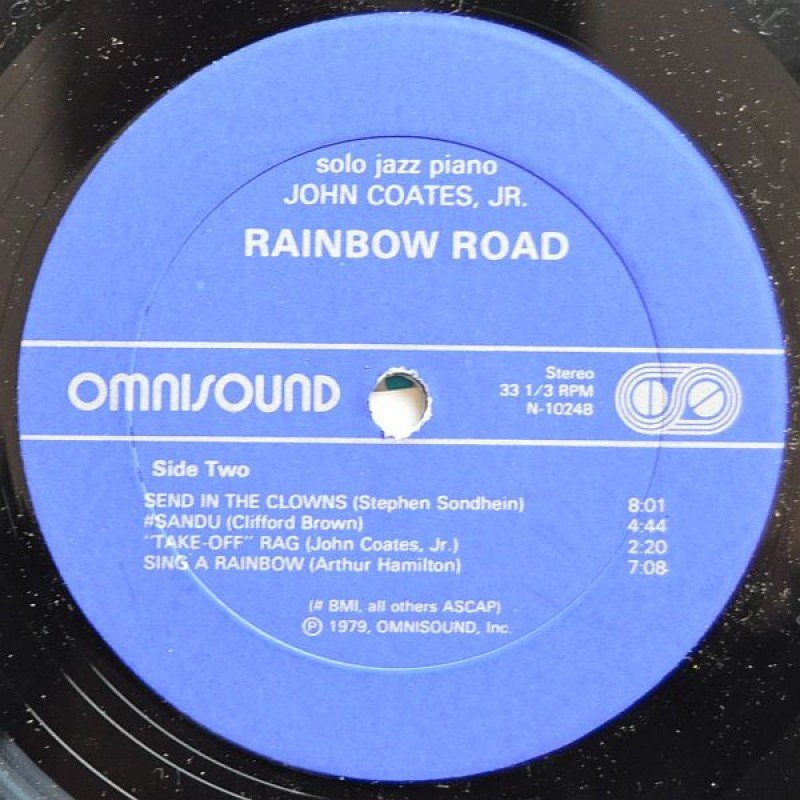 solo jazz piano
JOHN COATES, JR.
RAINBOW ROAD
OMNISOUND
Stereo
33 1/3 RPM
N-1024B
Side Two
SEND IN THE CLOWNS (Stephen Sondhein) 8:01
#SANDU (Clifford Brown) 4:44
"TAKE-OFF" RAG (John Coates, Jr.) 2:20
SING A RAINBOW (Arthur Hamilton) 7:08
(# BMI, all others ASCAP)
Ⓟ 1979, OMNISOUND, Inc.